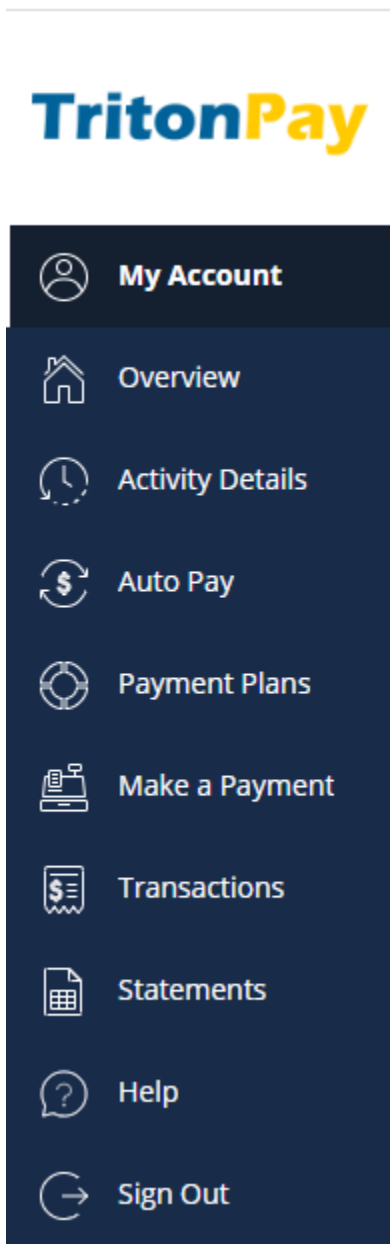 TritonPay
My Account
Overview
Activity Details
Auto Pay
Payment Plans
Make a Payment
Transactions
Statements
Help
Sign Out